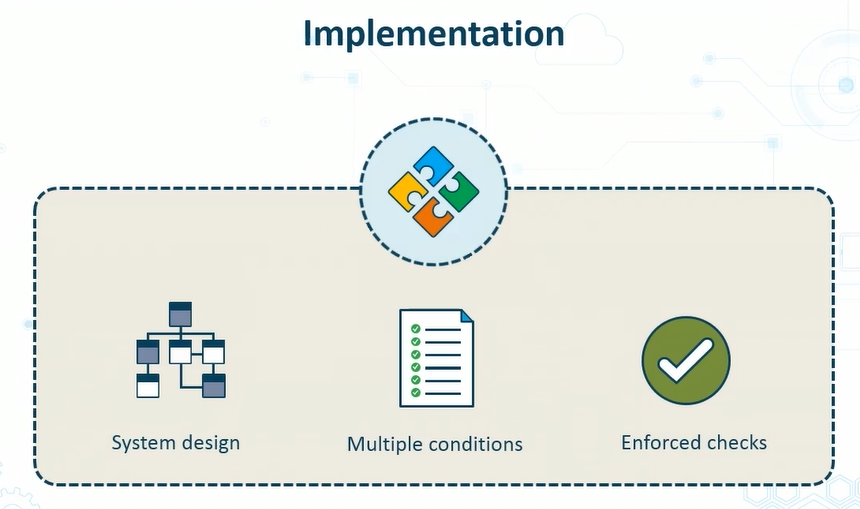 Implementation
System design
Multiple conditions
Enforced checks